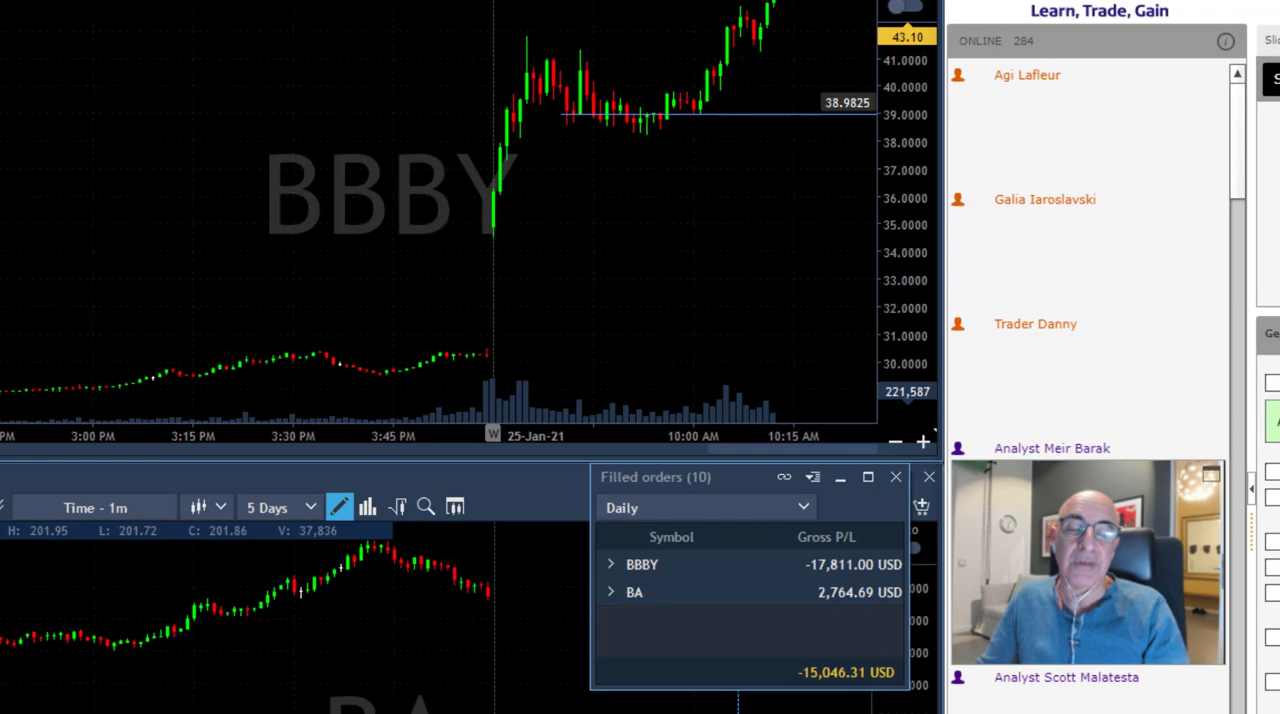 Learn, Trade, Gain
43.10
ONLINE 284
Agi Lafleur
41.0000
40.0000
38.9825
39.0000
38.0000
BBBY
37.0000
36.0000
Galia Iaroslavski
35.0000
34.0000
33.0000
32.0000
Trader Danny
31.0000
30.0000
221,587
PM
3:00 PM
3:15 PM
3:30 PM
3:45 PM
W
25-Jan-21
10:00 AM
10:15 AM
Analyst Meir Barak
Filled orders (10)
Time - 1m
5 Days
Daily
H: 201.95 L: 201.72 C: 201.86 V: 37,836
Symbol Gross P/L
BBBY -17,811.00 USD
BA 2,764.69 USD
-15,046.31 USD
Analyst Scott Malatesta
BA